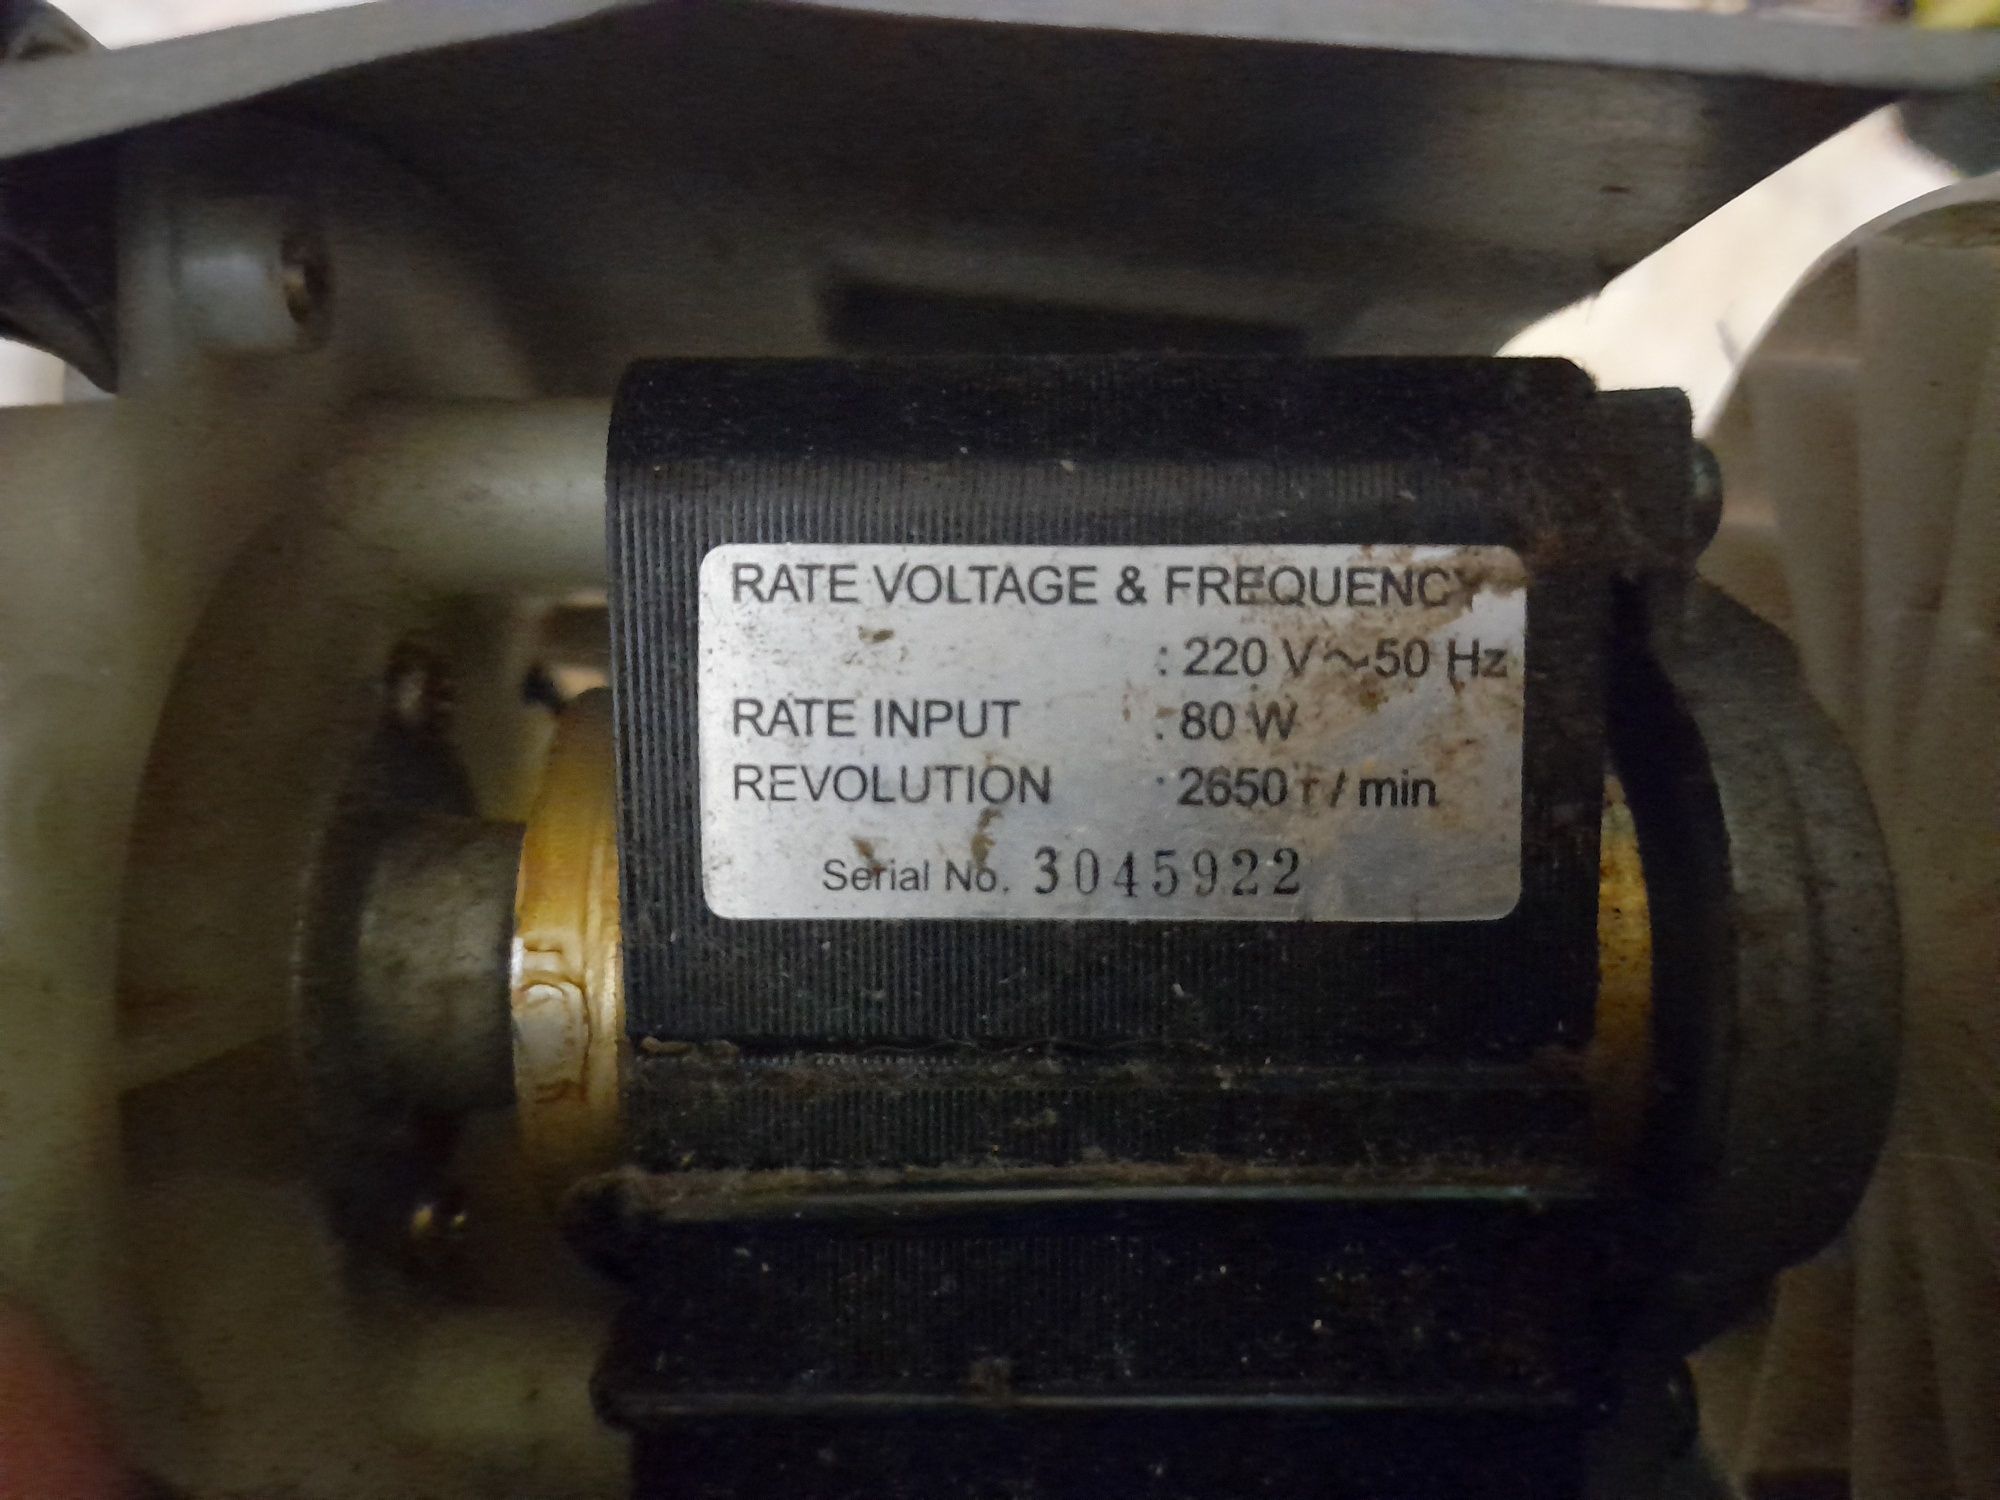 RATE VOLTAGE & FREQUENCY
: 220 V～50 Hz
RATE INPUT : 80 W
REVOLUTION : 2650 r / min
Serial No. 3045922